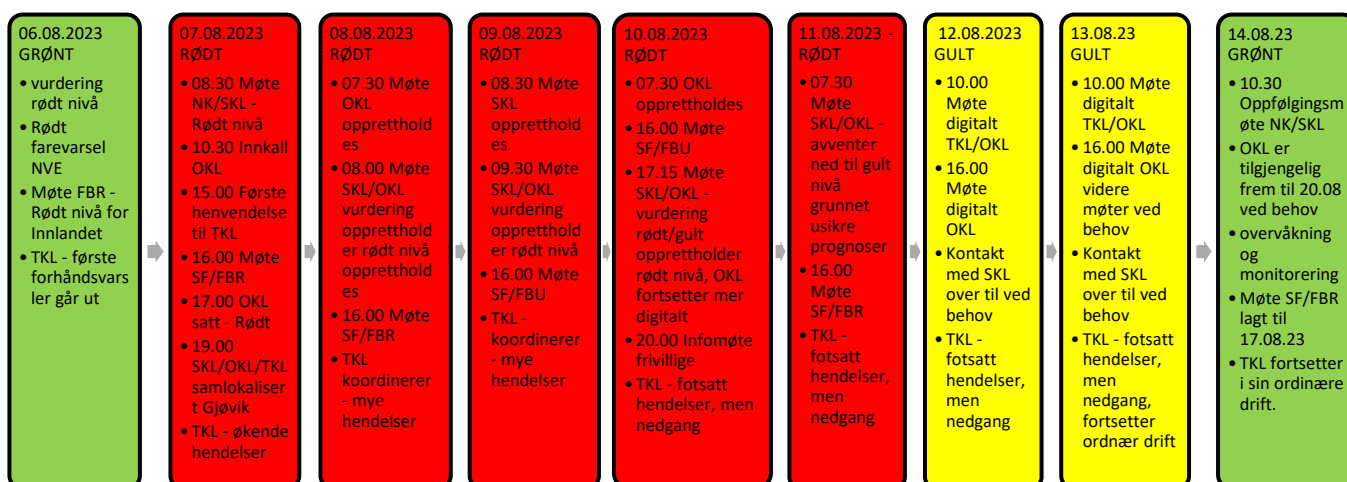 06.08.2023
GRØNT
• vurdering
rødt nivå
• Rødt
farevarsel
NVE
• Møte FBR -
Rødt nivå for
Innlandet
• TKL - første
forhåndsvars
ler går ut
07.08.2023
RØDT
• 08.30 Møte
NK/SKL -
Rødt nivå
• 10.30 Innkall
OKL
• 15.00 Første
henvendelse
til TKL
• 16.00 Møte
SF/FBR
• 17.00 OKL
satt - Rødt
• 19.00
SKL/OKL/TKL
samlokaliser
t Gjøvik
• TKL - økende
hendelser
08.08.2023
RØDT
• 07.30 Møte
OKL
oppretthold
es
• 08.00 Møte
SKL/OKL
vurdering
oppretthold
er rødt nivå
oppretthold
es
• 16.00 Møte
SF/FBR
• TKL
koordinerer
- mye
hendelser
09.08.2023
RØDT
• 08.30 Møte
SKL
oppretthold
es
• 09.30 Møte
SKL/OKL
vurdering
oppretthold
er rødt nivå
• 16.00 Møte
SF/FBU
• TKL -
koordinerer
- mye
hendelser
10.08.2023
RØDT
• 07.30 OKL
opprettholdes
• 16.00 Møte
SF/FBU
• 17.15 Møte
SKL/OKL -
vurdering
rødt/gult
opprettholder
rødt nivå, OKL
fortsetter mer
digitalt
• 20.00 Infomøte
frivillige
• TKL - fotsatt
hendelser, men
nedgang
11.08.2023 -
RØDT
• 07.30
Møte
SKL/OKL -
avventer
ned til gult
nivå
grunnet
usikre
prognoser
• 16.00
Møte
SF/FBR
• TKL -
fotsatt
hendelser,
men
nedgang
12.08.2023
GULT
• 10.00
Møte
digitalt
TKL/OKL
• 16.00
Møte
digitalt
OKL
• Kontakt
med SKL
over til ved
behov
• TKL -
fotsatt
hendelser,
men
nedgang
13.08.23
GULT
• 10.00 Møte
digitalt
TKL/OKL
• 16.00 Møte
digitalt OKL
videre
møter ved
behov
• Kontakt
med SKL
over til ved
behov
• TKL - fotsatt
hendelser,
men
nedgang,
fortsetter
ordnær drift
14.08.23
GRØNT
• 10.30
Oppfølgingsm
øte NK/SKL
• OKL er
tilgjengelig
frem til 20.08
ved behov
• overvåkning
og
monitorering
• Møte SF/FBR
lagt til
17.08.23
• TKL fortsetter
i sin ordinære
drift.